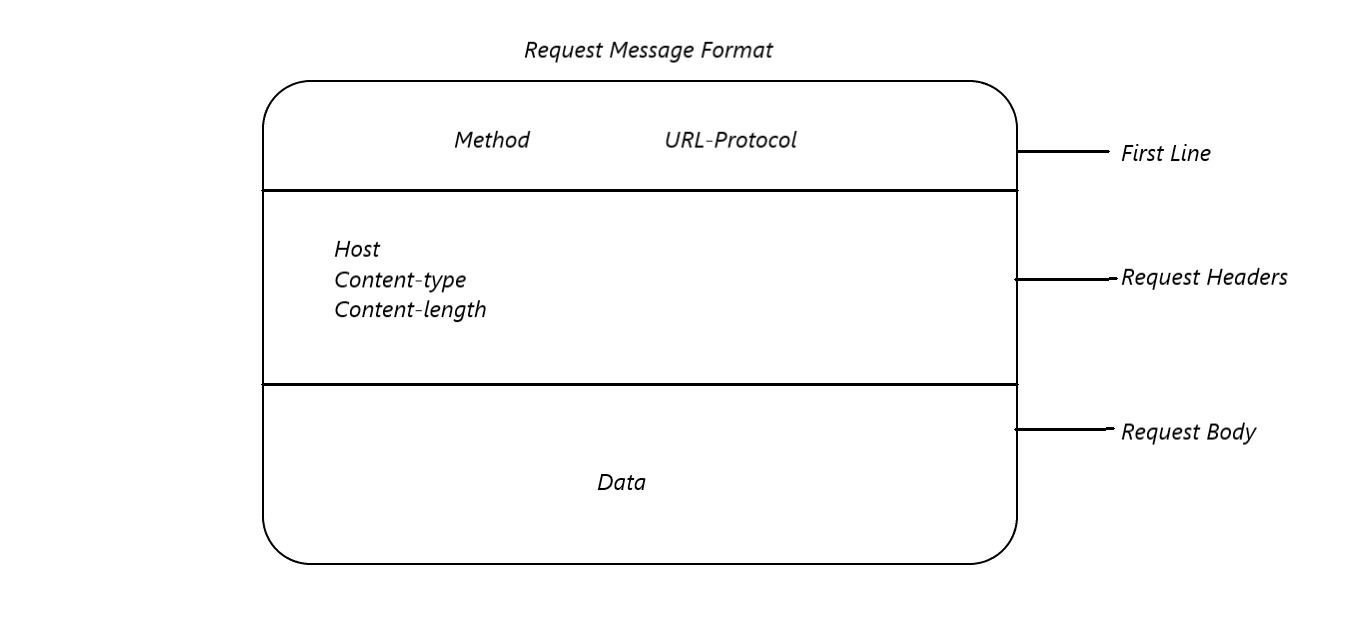 Request Message Format
Method URL-Protocol
First Line
Host
Content-type
Content-length
Request Headers
Request Body
Data